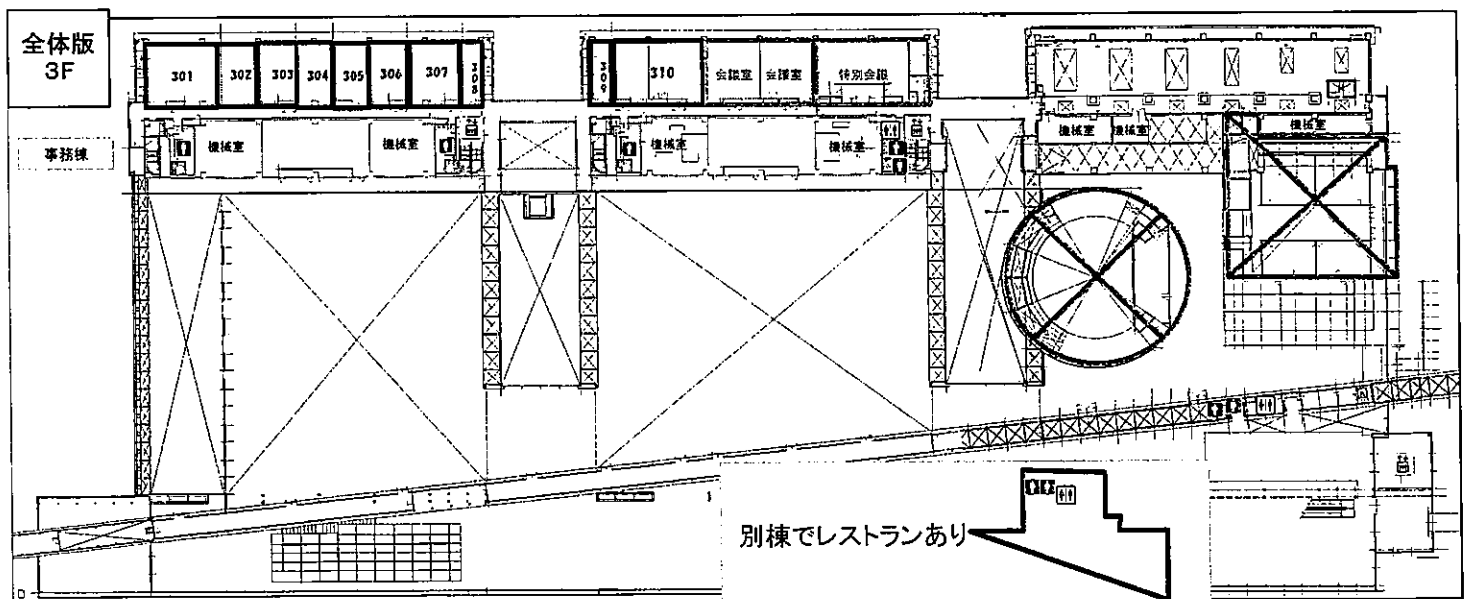 全体版
3F
301
302
303
304
305
306
307
308
309
310
会議室
会議室
特別会議
事務棟
機械室
機械室
機械室
機械室
機械室
機械室
機械室
別棟でレストランあり